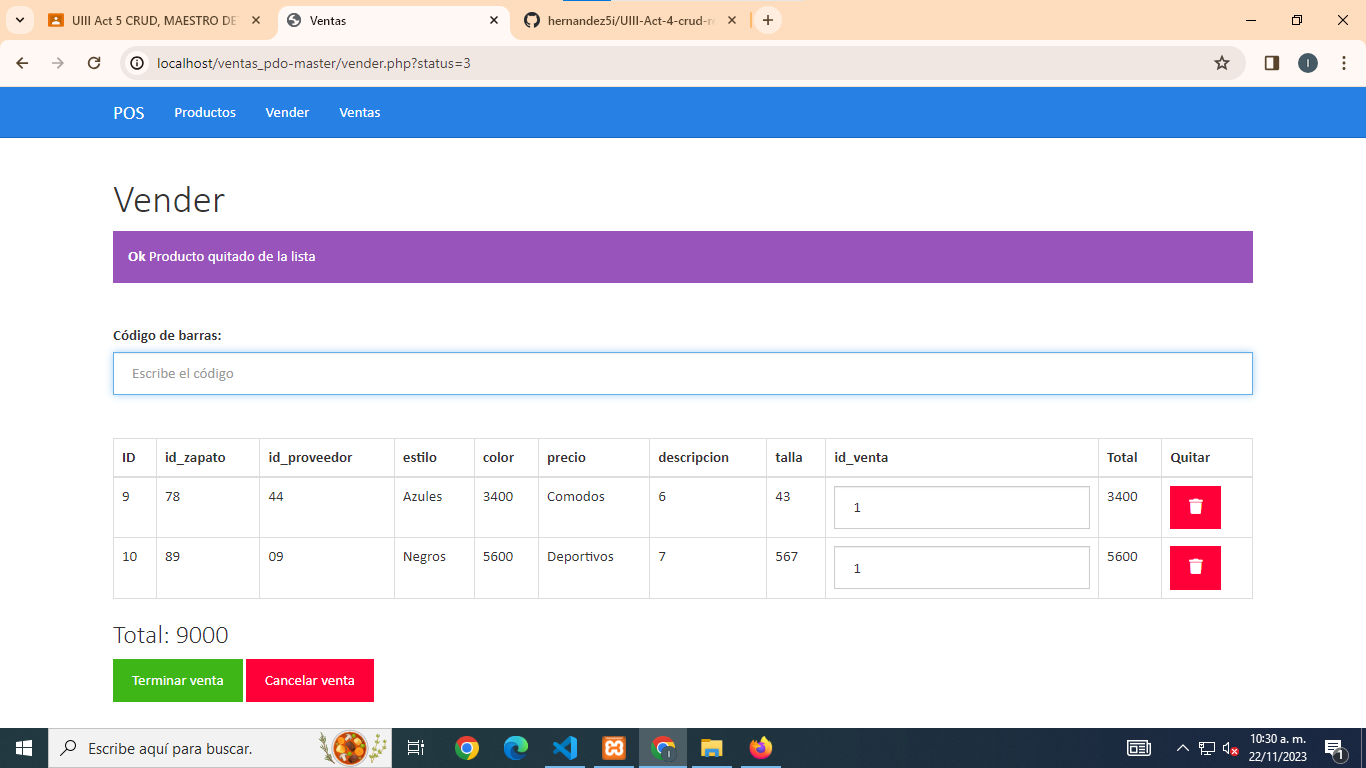 UIII Act 5 CRUD, MAESTRO DE
Ventas
hernandez5i/UIII-Act-4-crud-r
localhost/ventas_pdo-master/vender.php?status=3
I
POS Productos Vender Ventas
Vender
Ok Producto quitado de la lista
Código de barras:
Escribe el código
ID id_zapato id_proveedor estilo color precio descripcion talla id_venta Total Quitar
9 78 44 Azules 3400 Comodos 6 43 1 3400
10 89 09 Negros 5600 Deportivos 7 567 1 5600
Total: 9000
Terminar venta Cancelar venta
Escribe aquí para buscar.
10:30 a. m.
22/11/2023
1